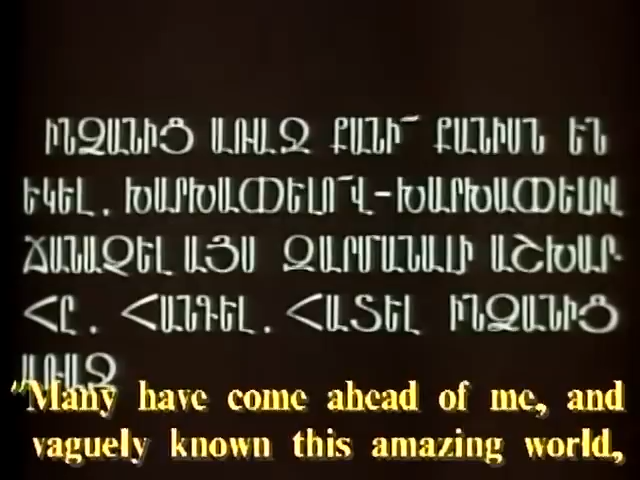 ԻՆՁԱՆԻՑ ԱՌԱՋ ՔԱՆԻ՜ ՔԱՆԻՍՆ ԵՆ
ԵԿԵԼ. ԽԱՐԽԱՓԵԼՈ՜Վ-ԽԱՐԽԱՓԵԼՈՎ
ՃԱՆԱՉԵԼ ԱՅՍ ԶԱՐՄԱՆԱԼԻ ԱՇԽԱՐ-
ՀԸ. ՀԱՆԳԵԼ. ՀԱՏԵԼ ԻՆՁԱՆԻՑ
ԱՌԱՋ
"Many have come ahead of me, and
vaguely known this amazing world,